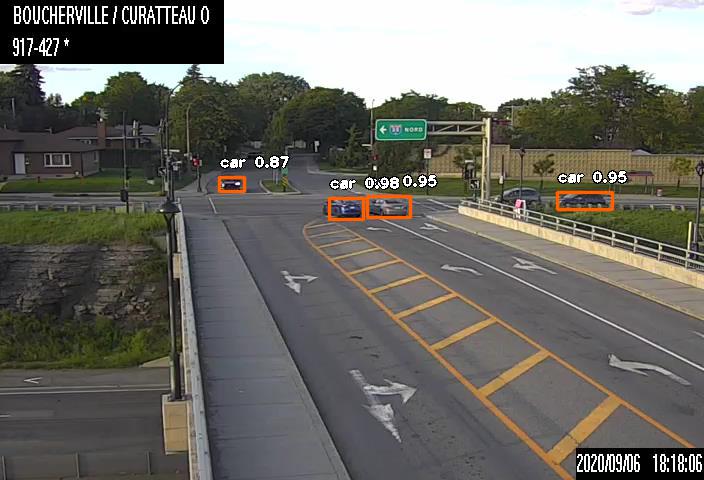 BOUCHERVILLE / CURATTEAU O
917-427 *
NORD
car 0.87
car 0.98
0.95
car 0.95
2020/09/06 18:18:06